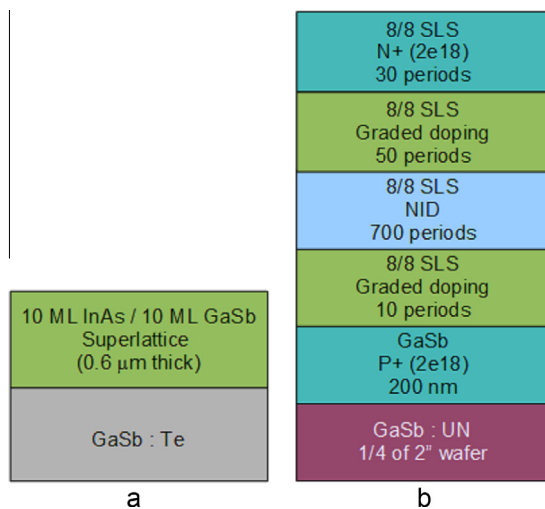 10 ML InAs / 10 ML GaSb
Superlattice
(0.6 μm thick)
GaSb : Te
a
8/8 SLS
N+ (2e18)
30 periods
8/8 SLS
Graded doping
50 periods
8/8 SLS
NID
700 periods
8/8 SLS
Graded doping
10 periods
GaSb
P+ (2e18)
200 nm
GaSb : UN
1/4 of 2” wafer
b